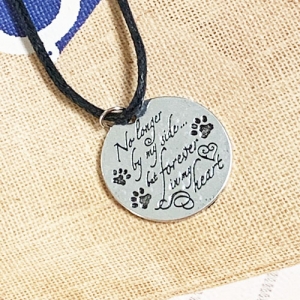 No longer
by my side...
but forever
in my
heart